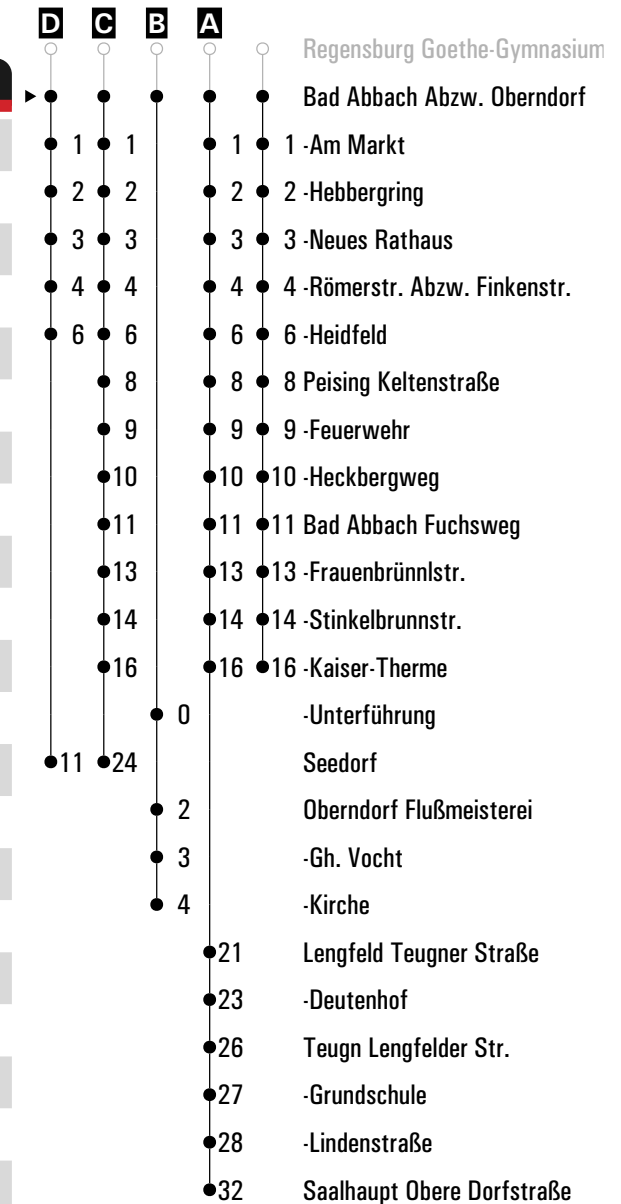 D C B A
Regensburg Goethe-Gymnasium
Bad Abbach Abzw. Oberndorf
1 1 1 1 -Am Markt
2 2 2 2 -Hebbergring
3 3 3 3 -Neues Rathaus
4 4 4 4 -Römerstr. Abzw. Finkenstr.
6 6 6 6 -Heidfeld
8 8 8 Peising Keltenstraße
9 9 9 -Feuerwehr
10 10 10 -Heckbergweg
11 11 11 Bad Abbach Fuchsweg
13 13 13 -Frauenbrünnlstr.
14 14 14 -Stinkelbrunnstr.
16 16 16 -Kaiser-Therme
0 -Unterführung
11 24 Seedorf
2 Oberndorf Flußmeisterei
3 -Gh. Vocht
4 -Kirche
21 Lengfeld Teugner Straße
23 -Deutenhof
26 Teugn Lengfelder Str.
27 -Grundschule
28 -Lindenstraße
32 Saalhaupt Obere Dorfstraße